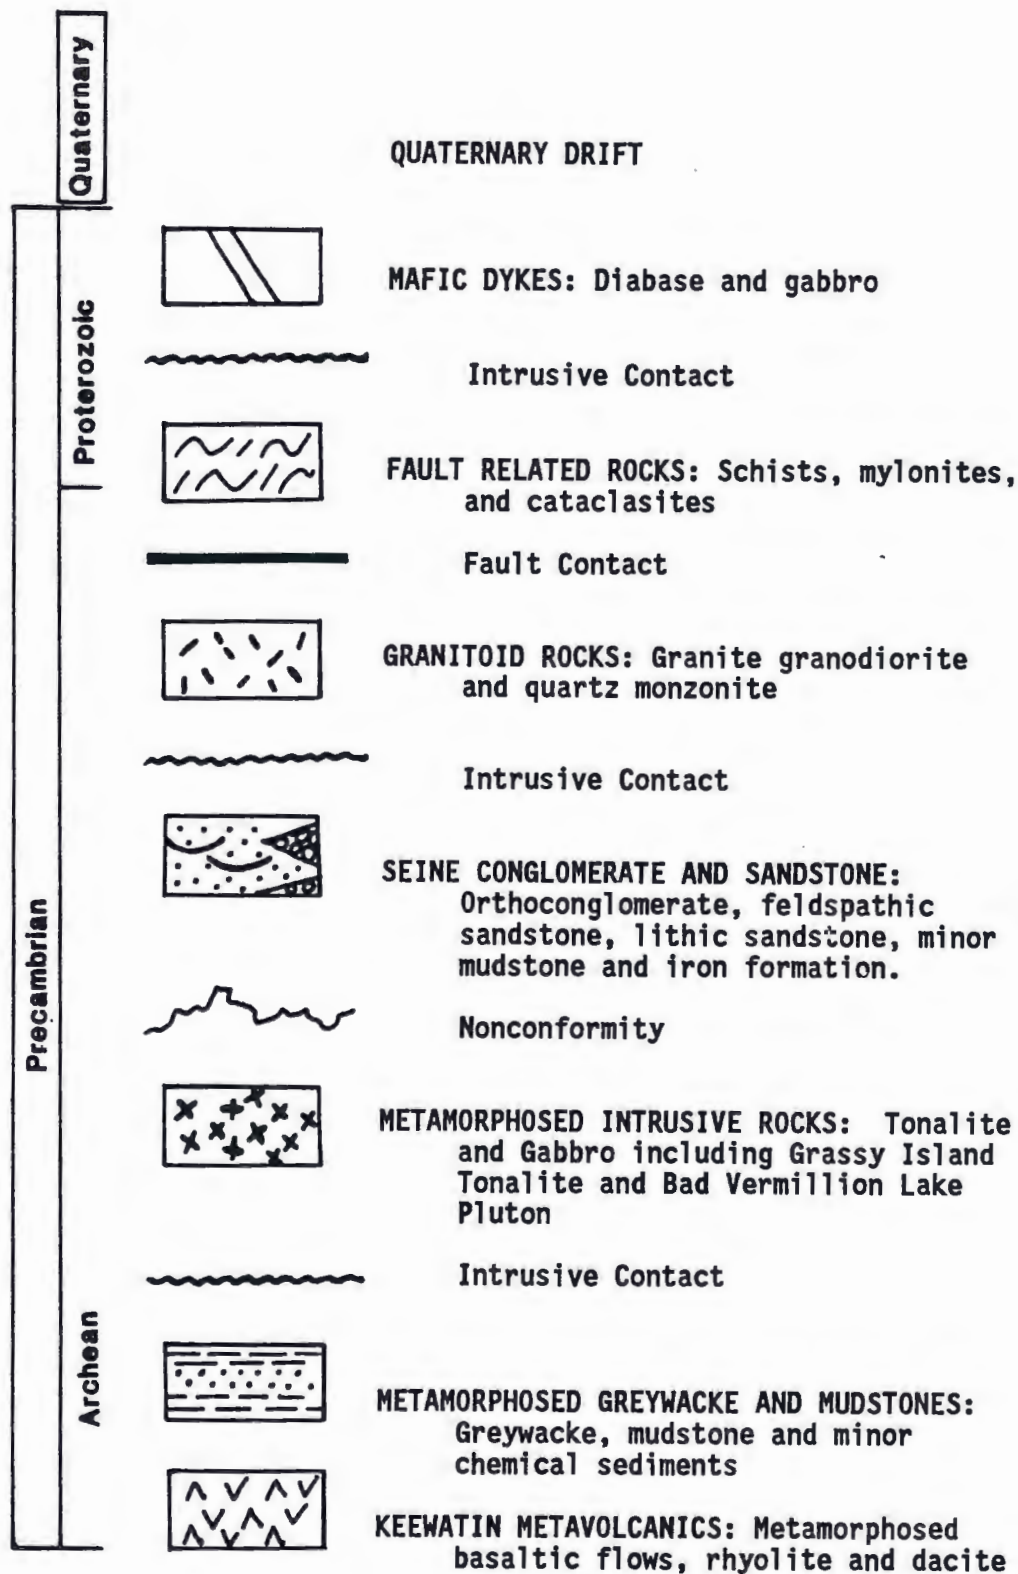 Quaternary
QUATERNARY DRIFT
Precambrian
Proterozoic
MAFIC DYKES: Diabase and gabbro
Intrusive Contact
FAULT RELATED ROCKS: Schists, mylonites,
and cataclasites
Fault Contact
GRANITOID ROCKS: Granite granodiorite
and quartz monzonite
Intrusive Contact
SEINE CONGLOMERATE AND SANDSTONE:
Orthoconglomerate, feldspathic
sandstone, lithic sandstone, minor
mudstone and iron formation.
Nonconformity
METAMORPHOSED INTRUSIVE ROCKS: Tonalite
and Gabbro including Grassy Island
Tonalite and Bad Vermillion Lake
Pluton
Intrusive Contact
Archean
METAMORPHOSED GREYWACKE AND MUDSTONES:
Greywacke, mudstone and minor
chemical sediments
KEEWATIN METAVOLCANICS: Metamorphosed
basaltic flows, rhyolite and dacite